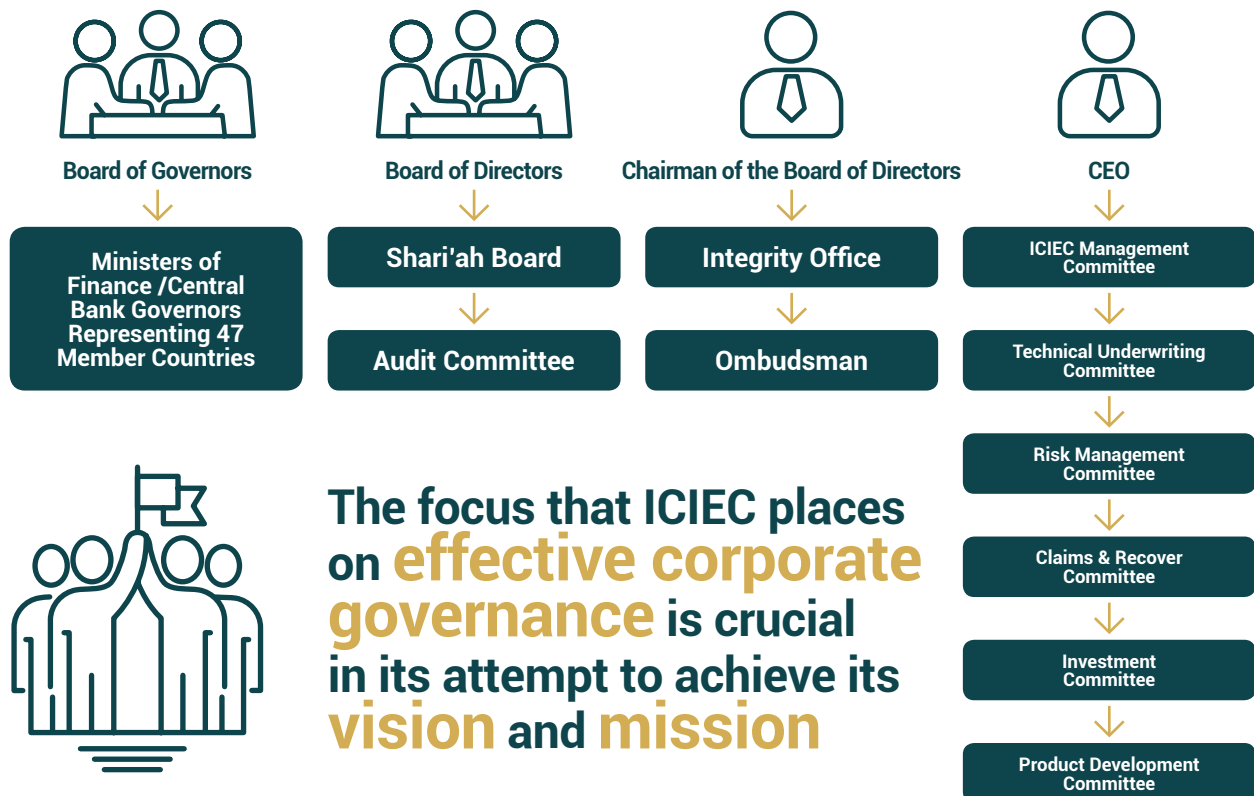 Board of Governors
Ministers of
Finance /Central
Bank Governors
Representing 47
Member Countries
Board of Directors
Shari'ah Board
Audit Committee
Chairman of the Board of Directors
Integrity Office
Ombudsman
CEO
ICIEC Management
Committee
Technical Underwriting
Committee
Risk Management
Committee
Claims & Recover
Committee
Investment
Committee
Product Development
Committee
The focus that ICIEC places
on effective corporate
governance is crucial
in its attempt to achieve its
vision and mission